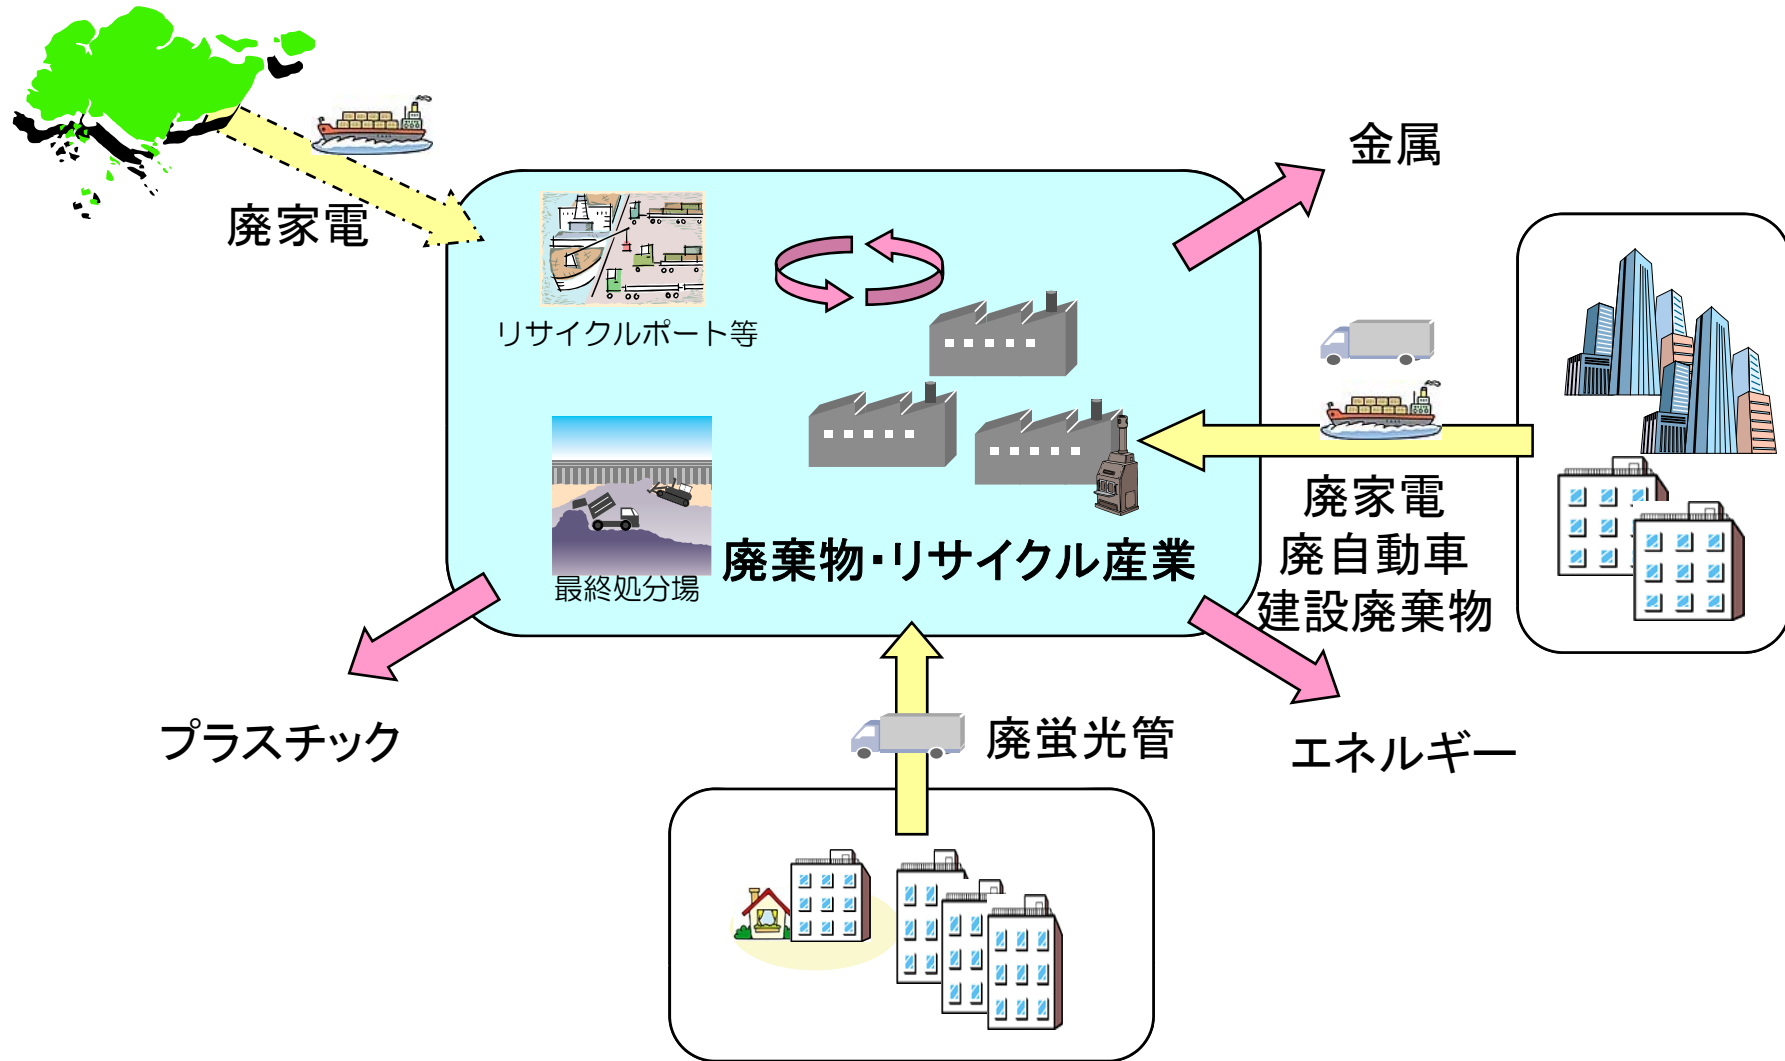 金属
廃家電
リサイクルポート等
廃家電
廃自動車
建設廃棄物
廃棄物・リサイクル産業
最終処分場
プラスチック
廃蛍光管
エネルギー